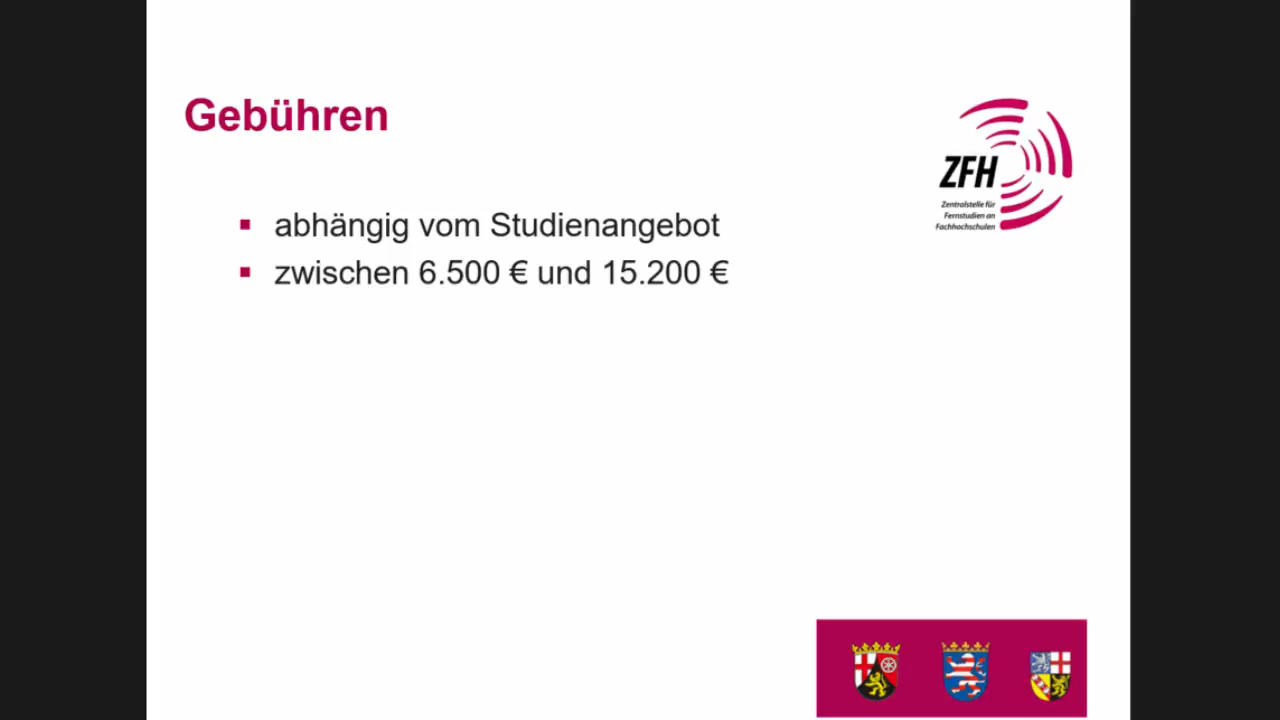 Gebühren
ZFH
Zentralstelle für
Fernstudien an
Fachhochschulen
▪ abhängig vom Studienangebot
▪ zwischen 6.500 € und 15.200 €